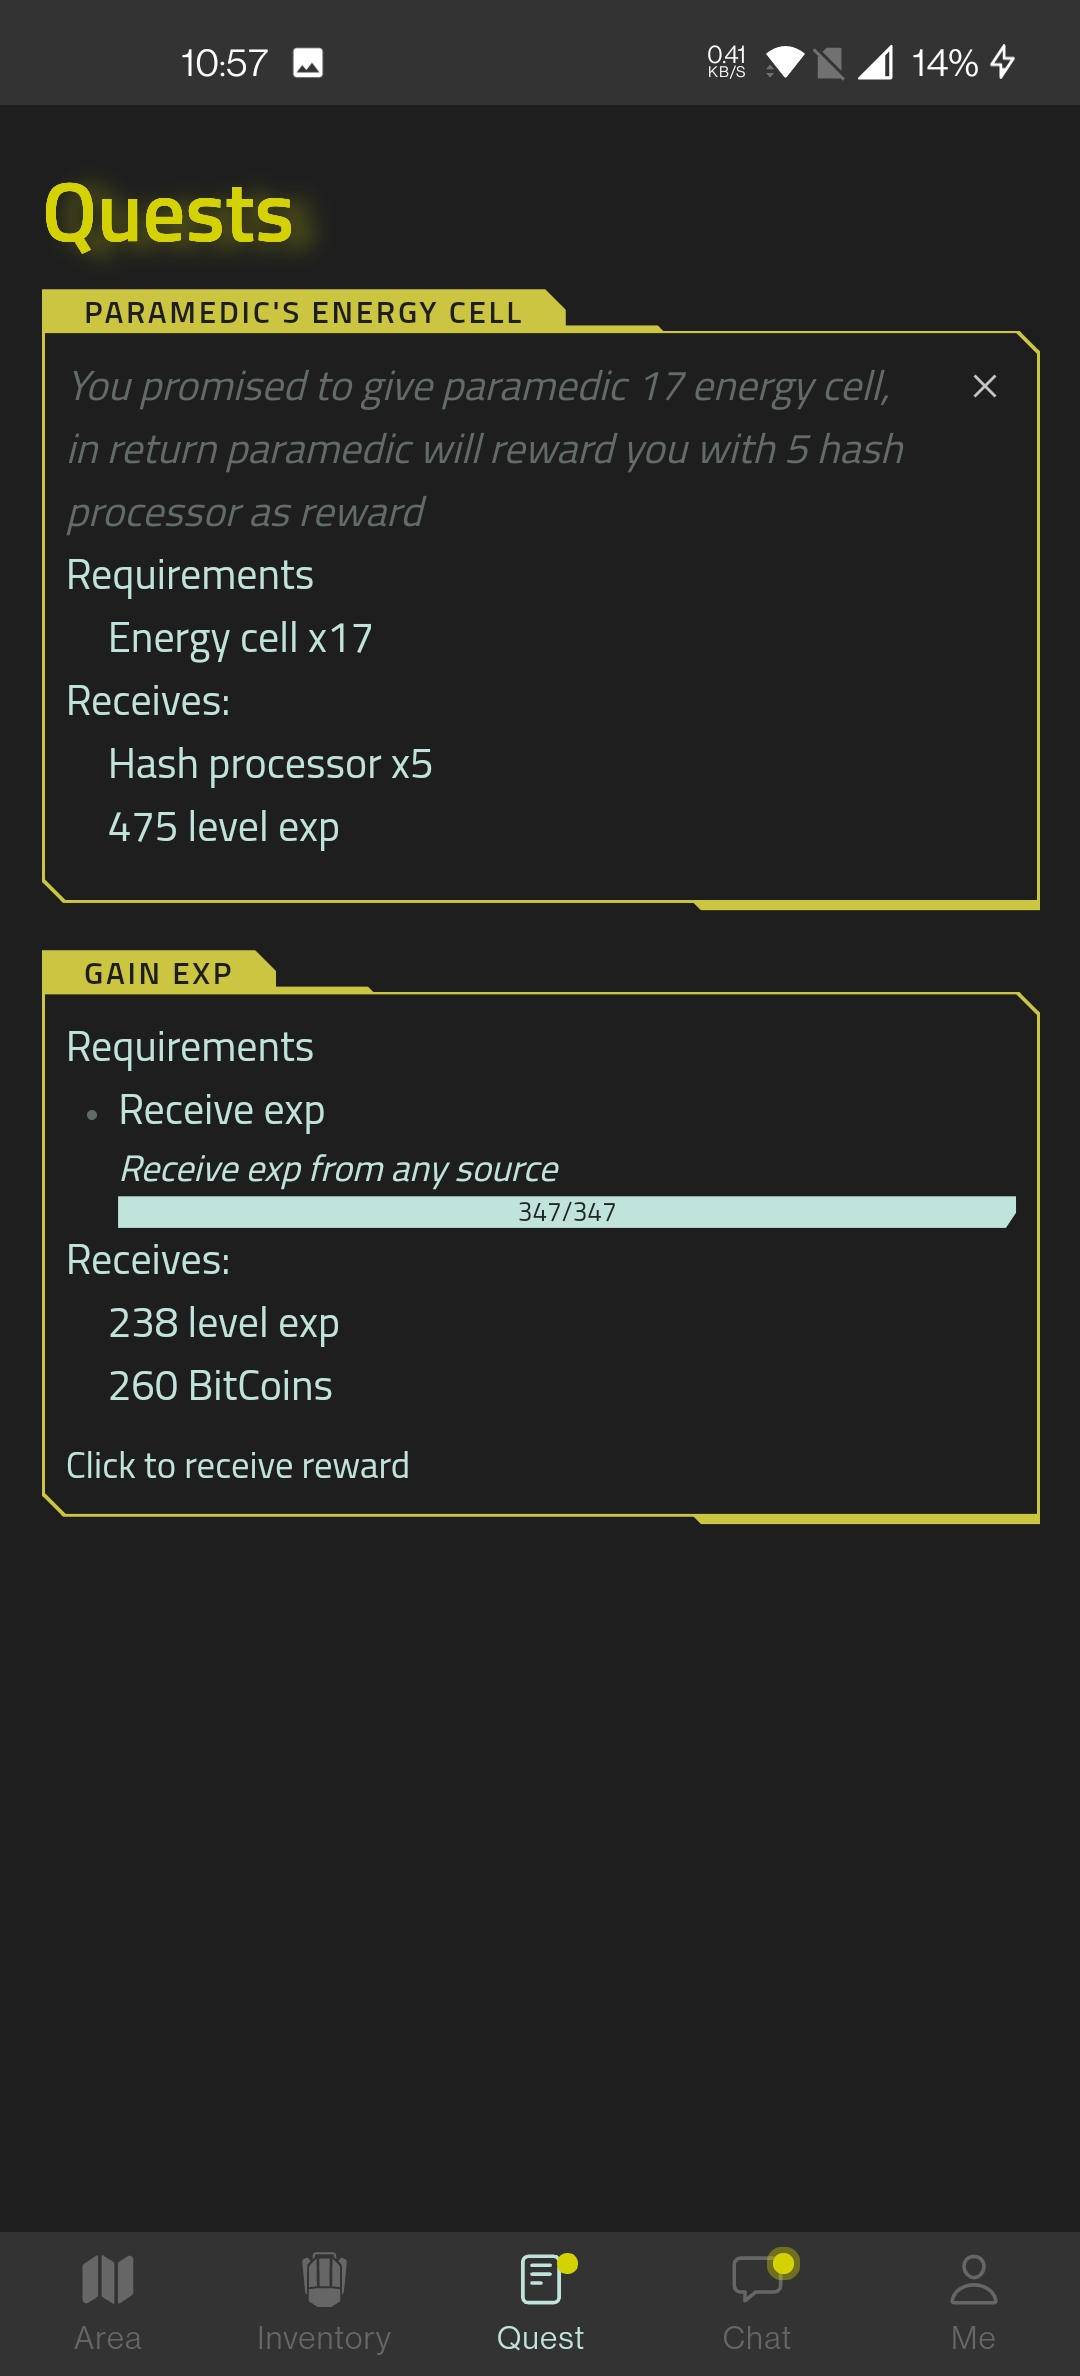 10:57
0.41
KB/S
14%
Quests
PARAMEDIC'S ENERGY CELL
You promised to give paramedic 17 energy cell,
in return paramedic will reward you with 5 hash
processor as reward
Requirements
Energy cell x17
Receives:
Hash processor x5
475 level exp
GAIN EXP
Requirements
• Receive exp
Receive exp from any source
347/347
Receives:
238 level exp
260 BitCoins
Click to receive reward
Area
Inventory
Quest
Chat
Me